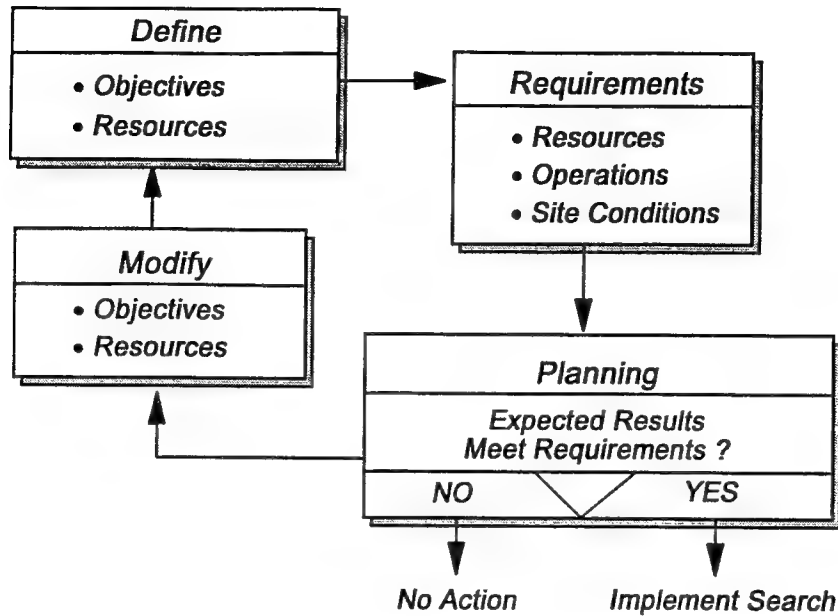 Define
• Objectives
• Resources
Requirements
• Resources
• Operations
• Site Conditions
Modify
• Objectives
• Resources
Planning
Expected Results
Meet Requirements ?
NO YES
No Action Implement Search